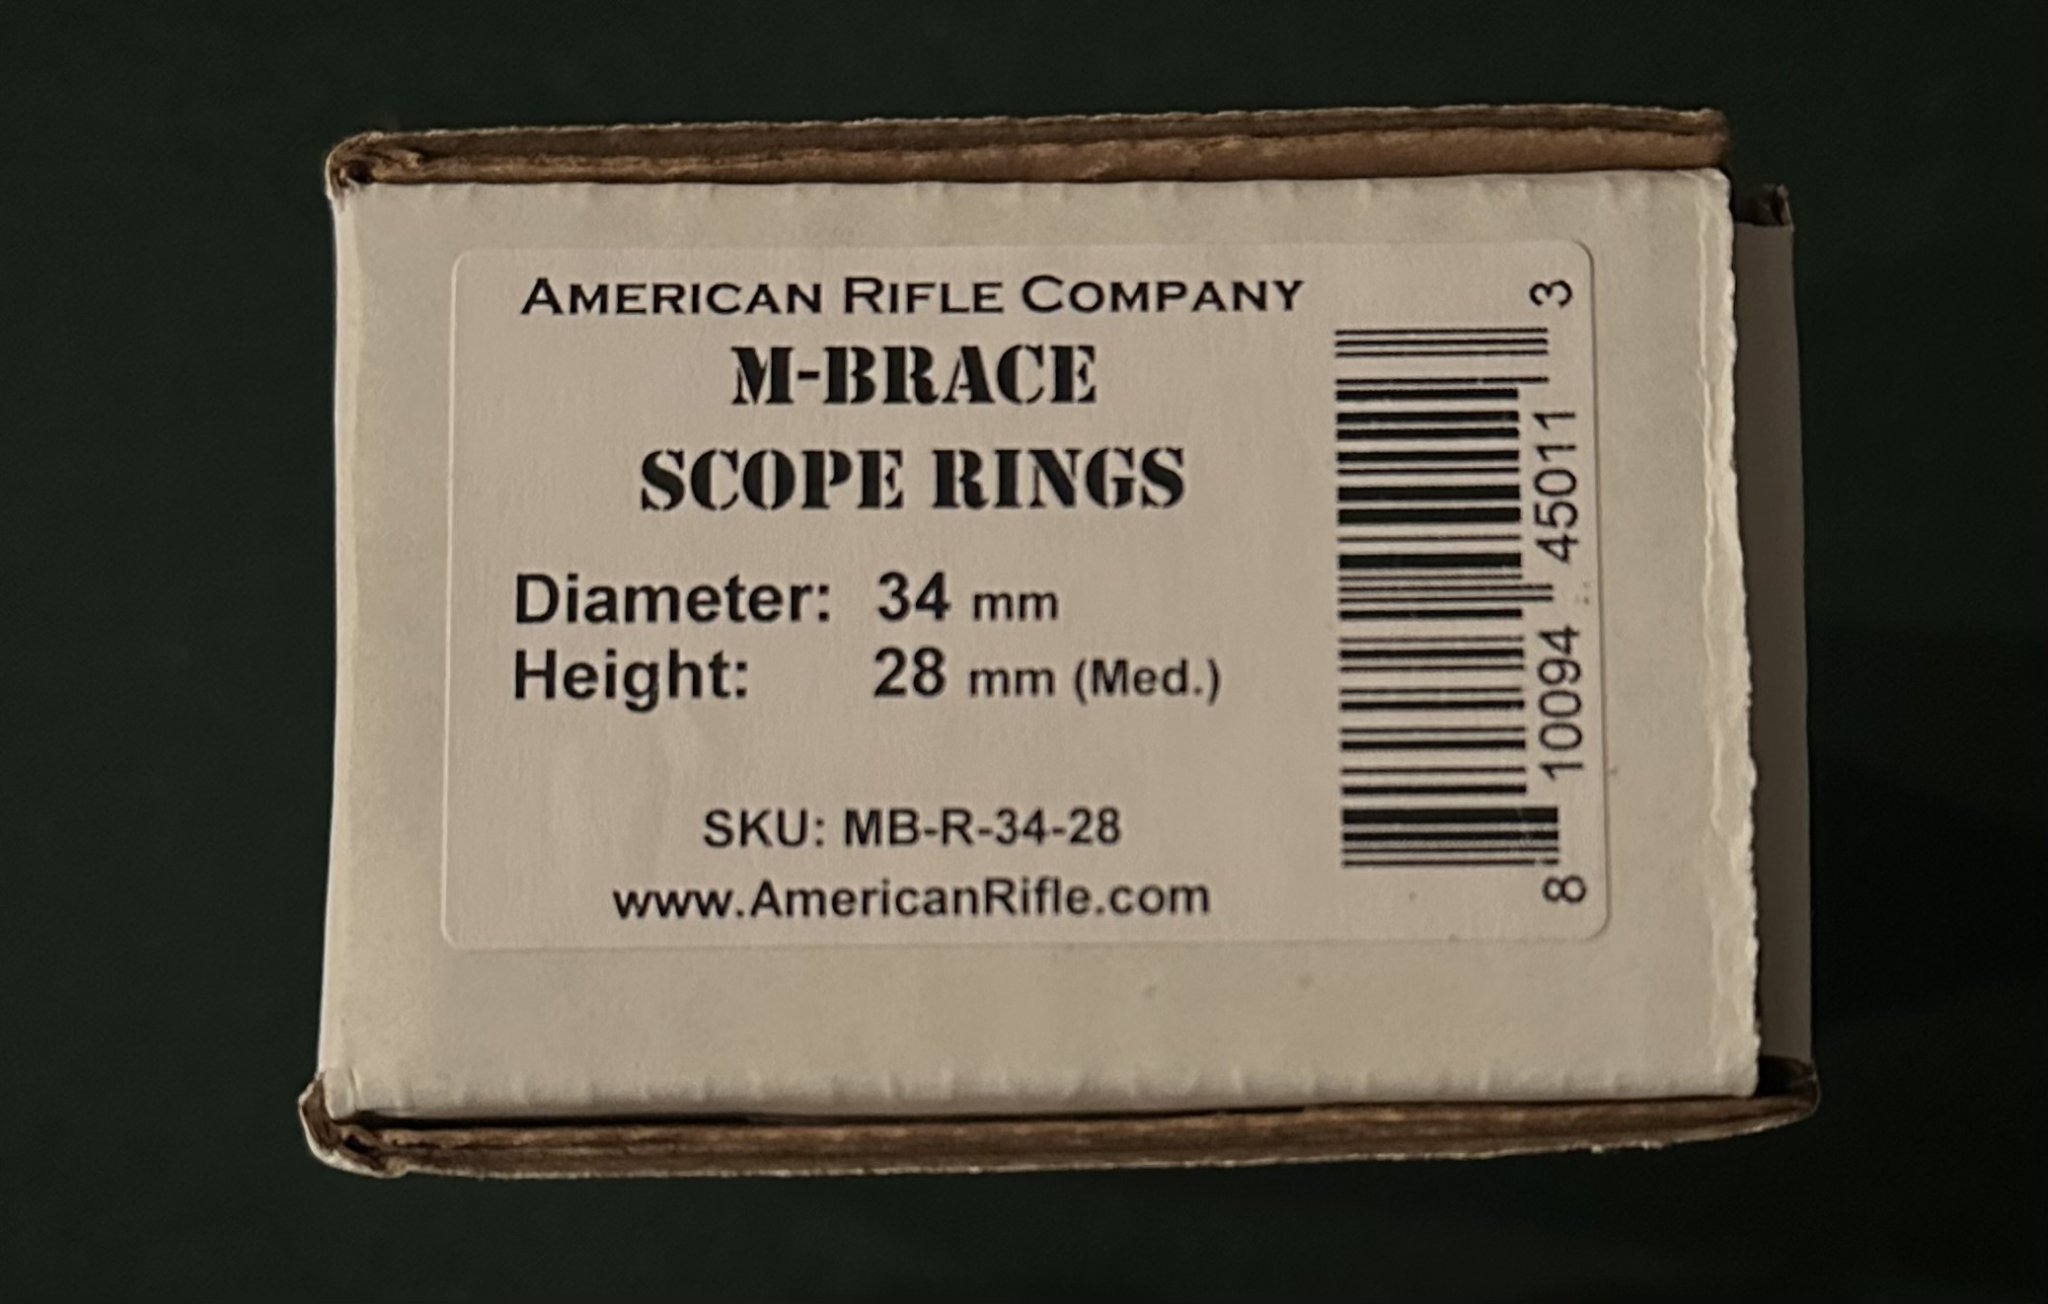 AMERICAN RIFLE COMPANY
M-BRACE
SCOPE RINGS
Diameter: 34 mm
Height: 28 mm (Med.)
SKU: MB-R-34-28
www.AmericanRifle.com
8 10094 45011 3